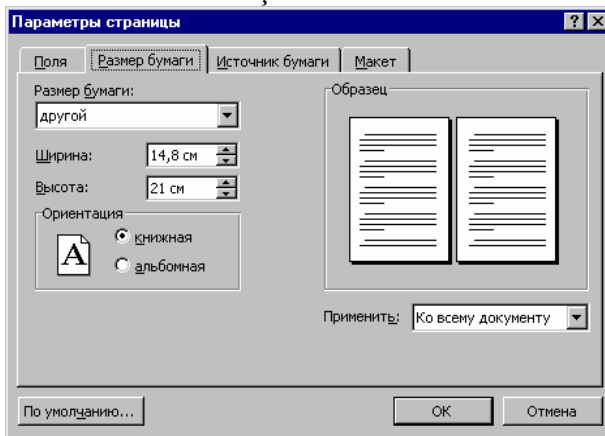 Параметры страницы
Поля Размер бумаги Источник бумаги Макет
Размер бумаги:
другой
Ширина: 14,8 см
Высота: 21 см
Ориентация
A
книжная
альбомная
Образец
Применить: Ко всему документу
По умолчанию... ОК Отмена